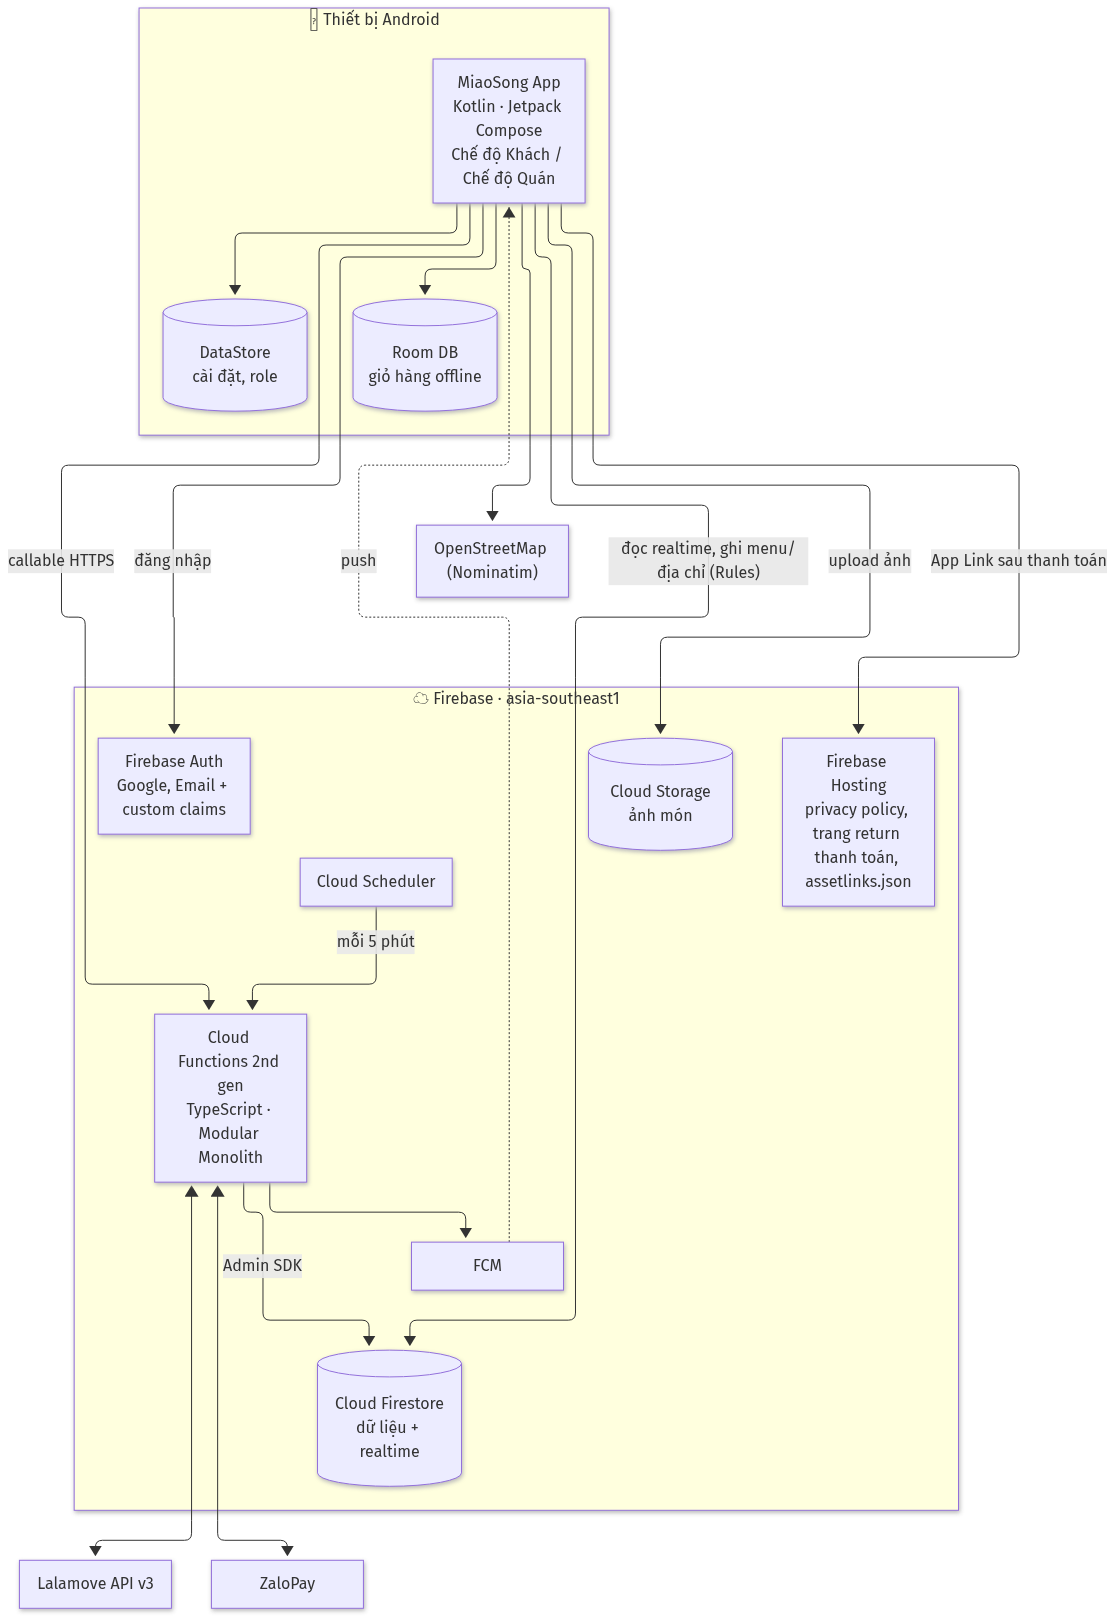 Thiết bị Android
MiaoSong App
Kotlin · Jetpack
Compose
Chế độ Khách /
Chế độ Quán
DataStore
cài đặt, role
Room DB
giỏ hàng offline
callable HTTPS
đăng nhập
push
OpenStreetMap
(Nominatim)
đọc realtime, ghi menu/
địa chỉ (Rules)
upload ảnh
App Link sau thanh toán
Firebase · asia-southeast1
Firebase Auth
Google, Email +
custom claims
Cloud Storage
ảnh món
Firebase
Hosting
privacy policy,
trang return
thanh toán,
assetlinks.json
Cloud Scheduler
mỗi 5 phút
Cloud
Functions 2nd
gen
TypeScript ·
Modular
Monolith
Admin SDK
FCM
Cloud Firestore
dữ liệu +
realtime
Lalamove API v3
ZaloPay